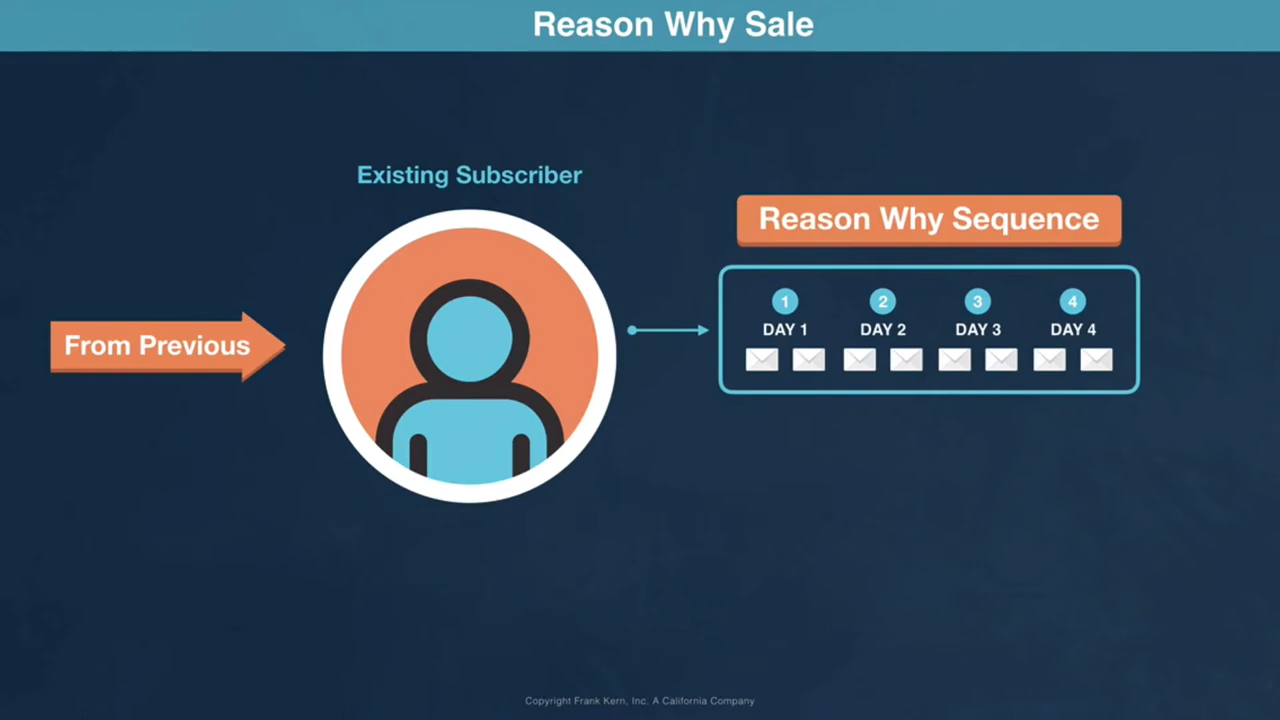 Reason Why Sale
Existing Subscriber
From Previous
Reason Why Sequence
1 2 3 4
DAY 1 DAY 2 DAY 3 DAY 4
Copyright Frank Kern, Inc. A California Company